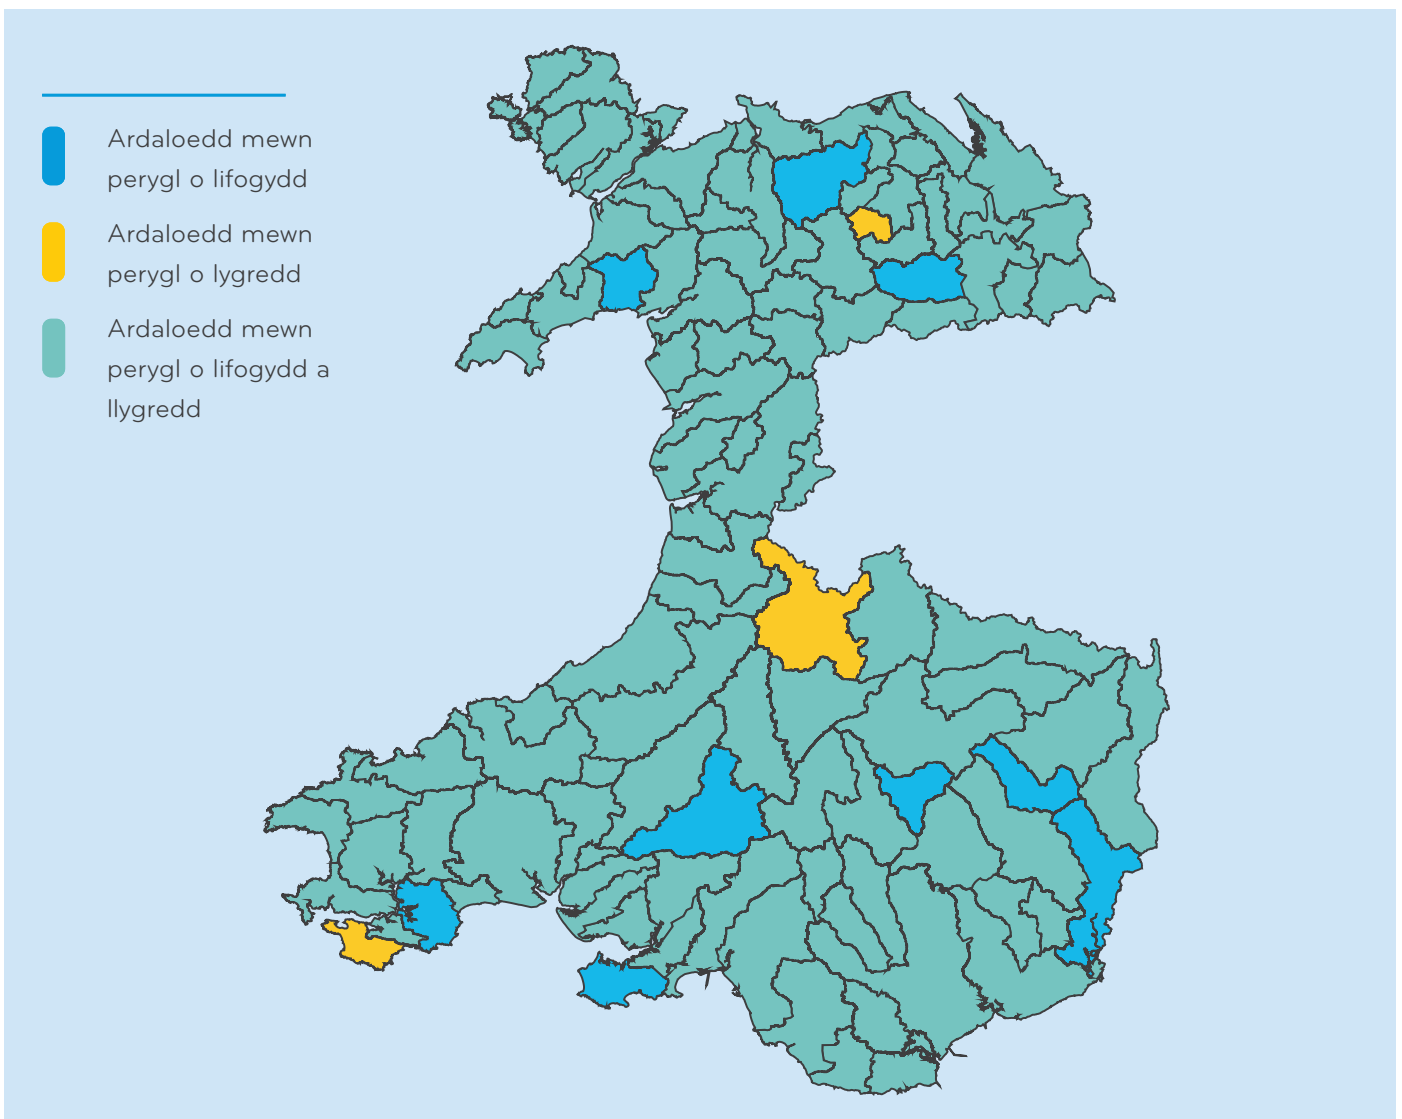 Ardaloedd mewn
perygl o lifogydd
Ardaloedd mewn
perygl o lygredd
Ardaloedd mewn
perygl o lifogydd a
llygredd